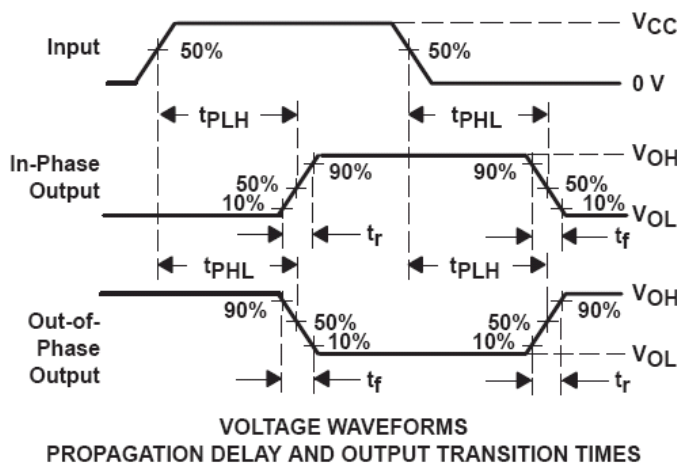 VCC
Input
50%
50%
0 V
tPLH
tPHL
In-Phase
Output
VOH
90%
90%
50%
50%
10%
10%
VOL
tr
tf
tPHL
tPLH
VOH
90%
90%
Out-of-
Phase
Output
50%
50%
10%
10%
VOL
tf
tr
VOLTAGE WAVEFORMS
PROPAGATION DELAY AND OUTPUT TRANSITION TIMES